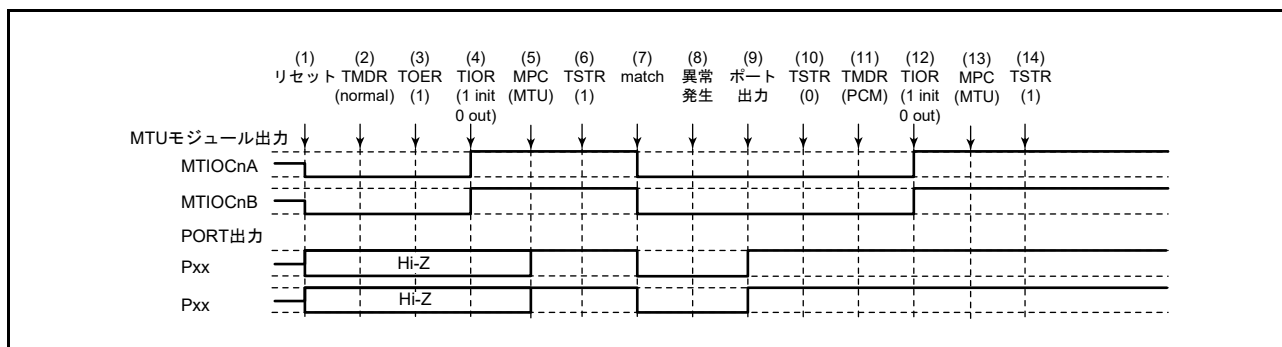 (1) (2) (3) (4) (5) (6) (7) (8) (9) (10) (11) (12) (13) (14)
リセット TMDR TOER TIOR MPC TSTR match 異常 ポート TSTR TMDR TIOR MPC TSTR
(normal) (1) (1 init (MTU) (1) 発生 出力 (0) (PCM) (1 init (MTU) (1)
0 out) 0 out)
MTUモジュール出力
MTIOCnA
MTIOCnB
PORT出力
Pxx Hi-Z
Pxx Hi-Z